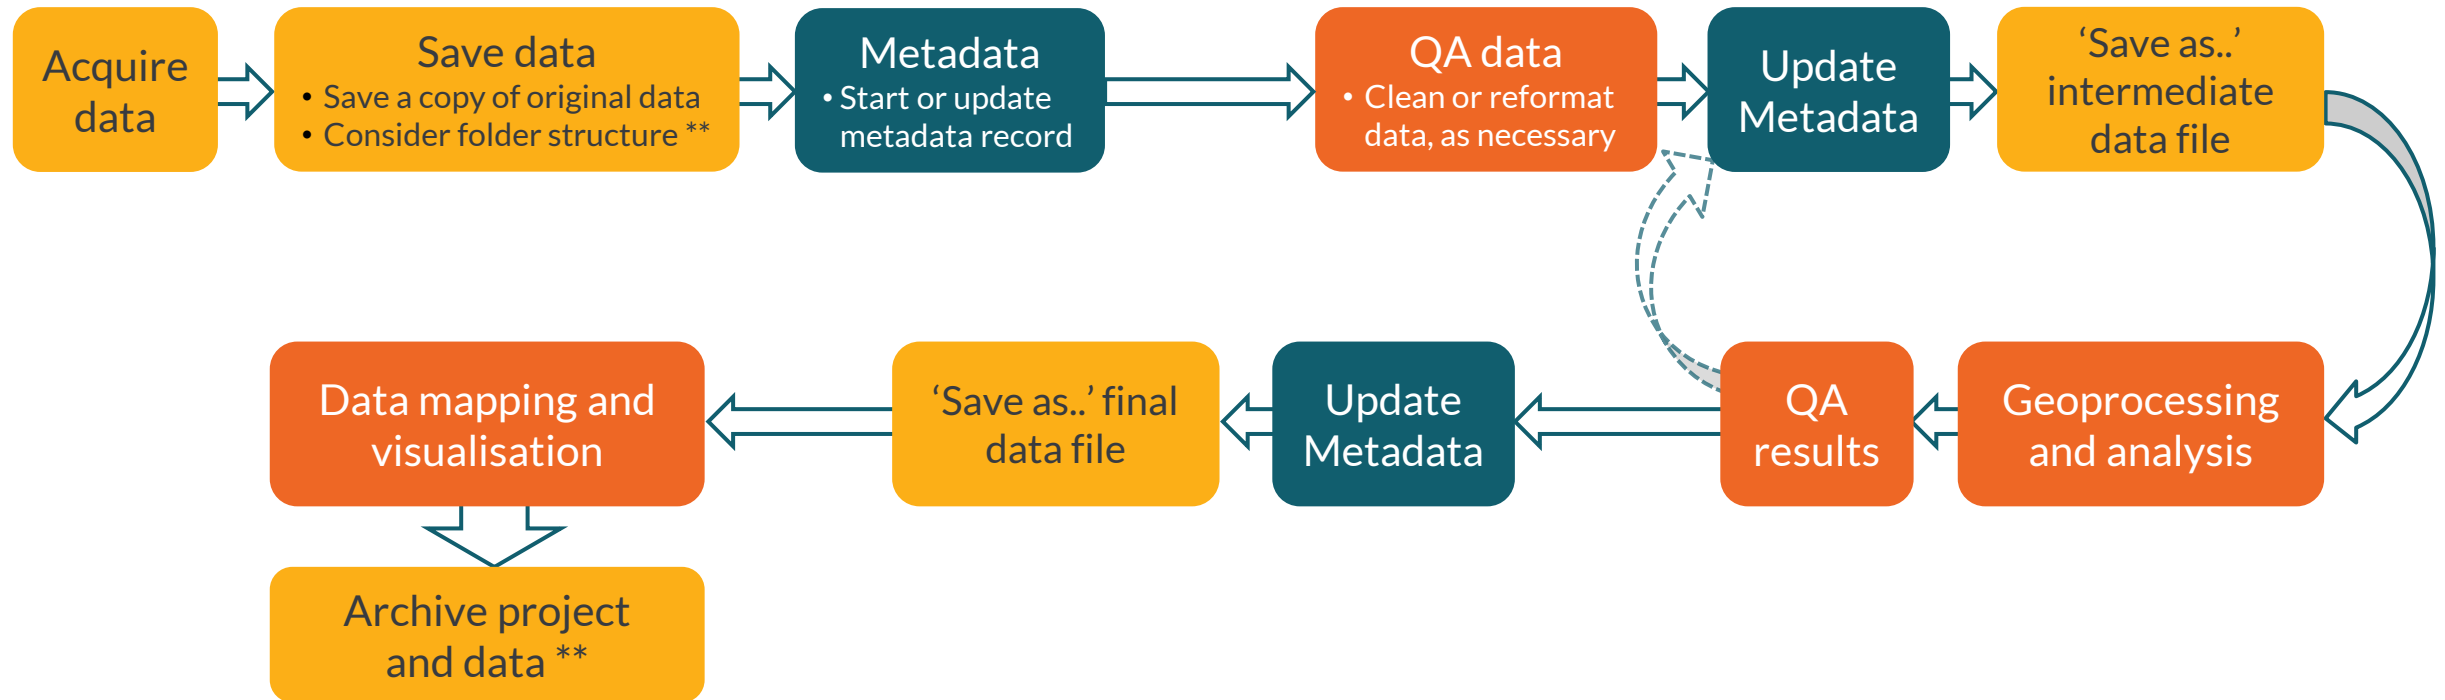 Acquire
data
Save data
• Save a copy of original data
• Consider folder structure **
Metadata
• Start or update
metadata record
QA data
• Clean or reformat
data, as necessary
Update
Metadata
‘Save as..’
intermediate
data file
Geoprocessing
and analysis
QA
results
Update
Metadata
‘Save as..’ final
data file
Data mapping and
visualisation
Archive project
and data **